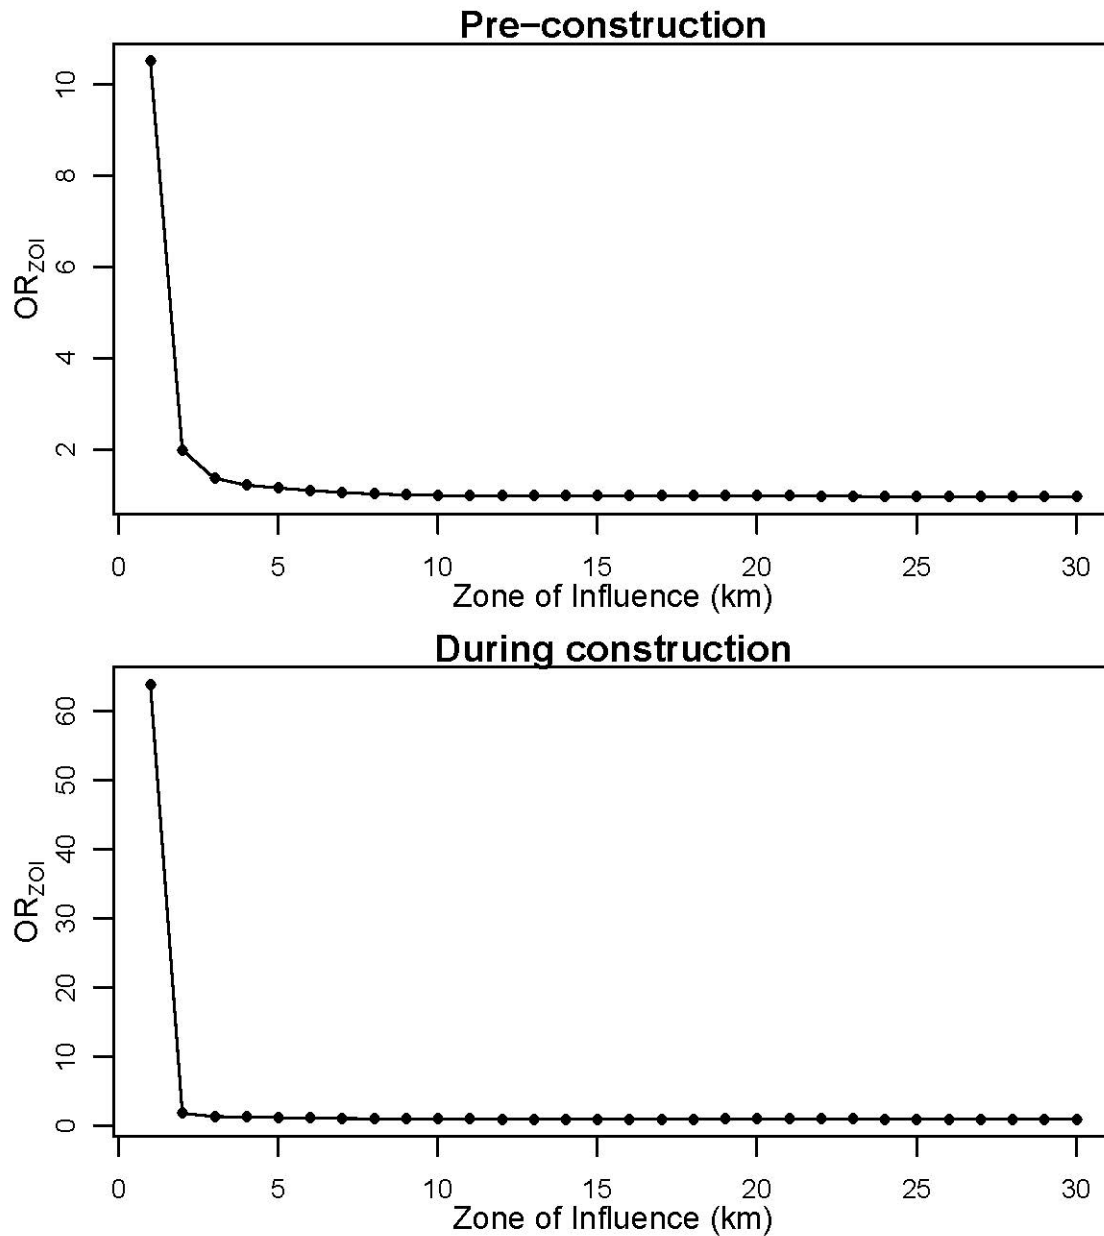 Pre−construction
10
8
6
4
2
OR_ZOI
0 5 10 15 20 25 30
Zone of Influence (km)
During construction
60
50
40
30
20
10
0
OR_ZOI
0 5 10 15 20 25 30
Zone of Influence (km)